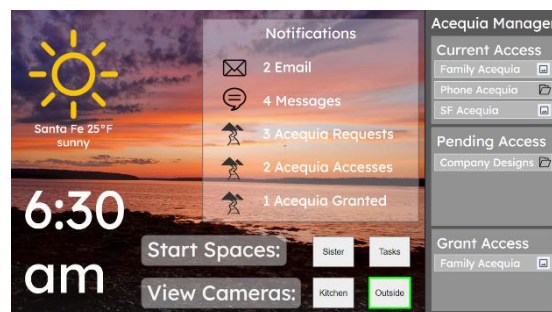 Santa Fe 25°F
sunny
6:30
am
Notifications
2 Email
4 Messages
3 Acequia Requests
2 Acequia Accesses
1 Acequia Granted
Start Spaces:
Sister
Tasks
View Cameras:
Kitchen
Outside
Acequia Manager
Current Access
Family Acequia
Phone Acequia
SF Acequia
Pending Access
Company Designs
Grant Access
Family Acequia